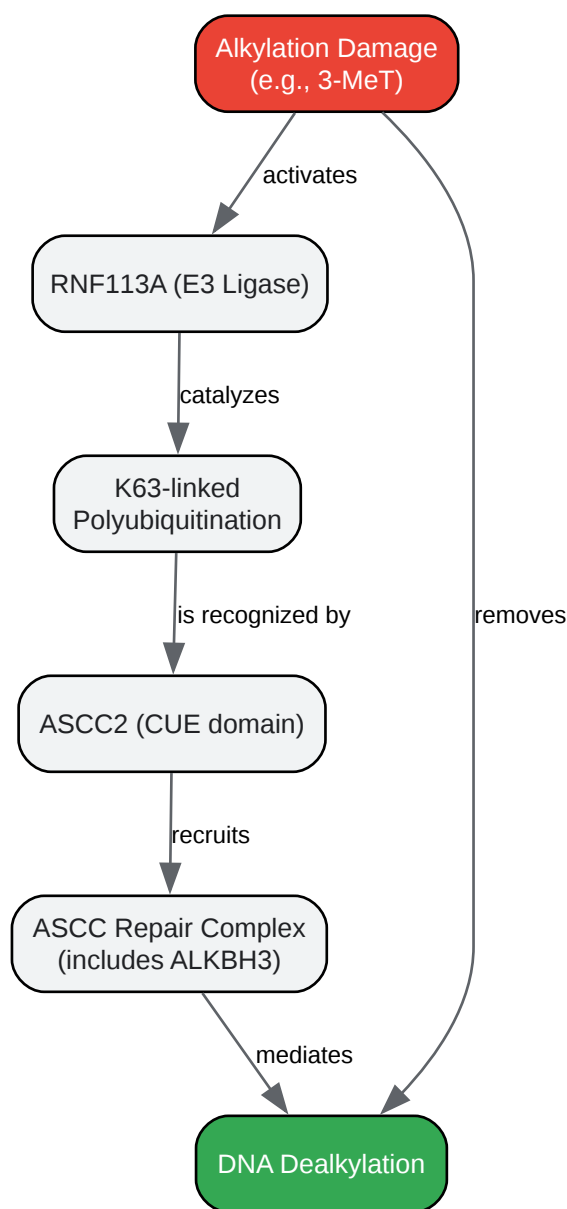 Alkylation Damage
(e.g., 3-MeT)
activates
RNF113A (E3 Ligase)
catalyzes
K63-linked
Polyubiquitination
is recognized by
removes
ASCC2 (CUE domain)
recruits
ASCC Repair Complex
(includes ALKBH3)
mediates
DNA Dealkylation